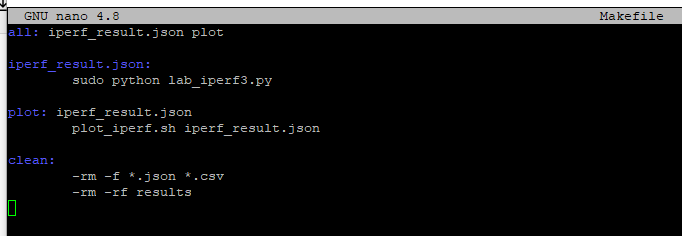 GNU nano 4.8 Makefile
all: iperf_result.json plot
iperf_result.json:
sudo python lab_iperf3.py
plot: iperf_result.json
plot_iperf.sh iperf_result.json
clean:
-rm -f *.json *.csv
-rm -rf results